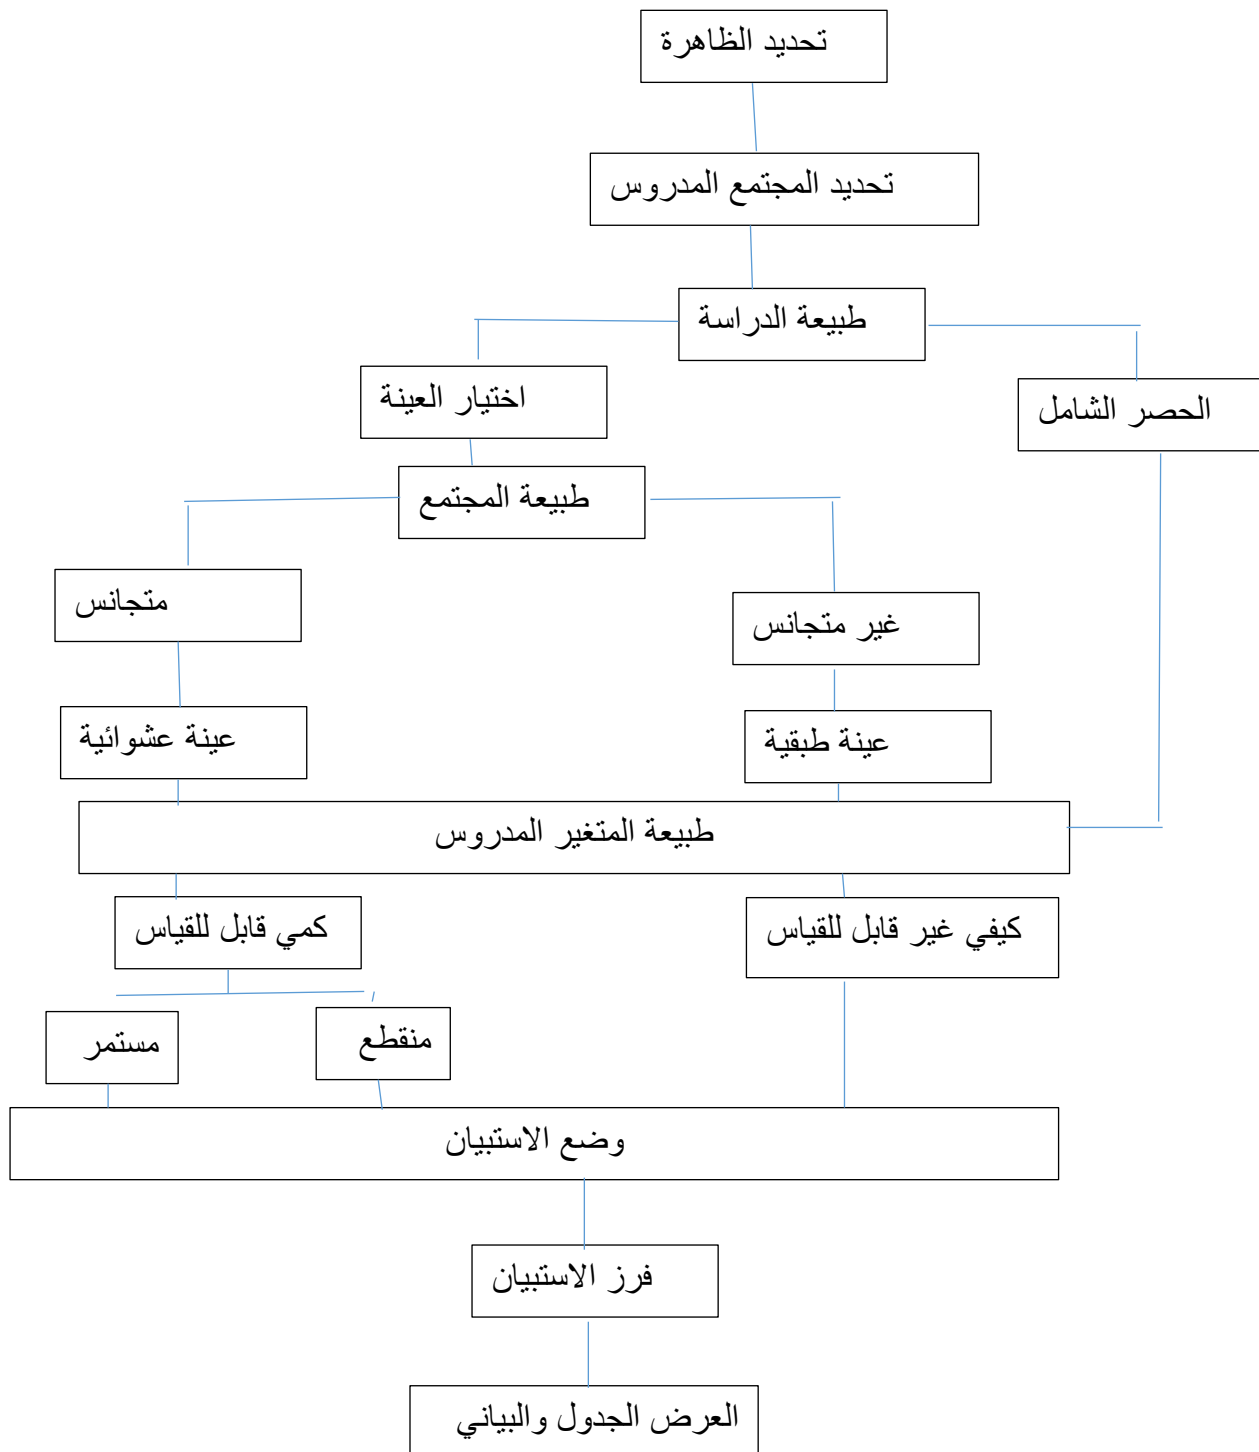 تحديد الظاهرة
تحديد المجتمع المدروس
طبيعة الدراسة
الحصر الشامل
اختيار العينة
طبيعة المجتمع
غير متجانس
متجانس
عينة طبقية
عينة عشوائية
طبيعة المتغير المدروس
كيفي غير قابل للقياس
كمي قابل للقياس
منقطع
مستمر
وضع الاستبيان
فرز الاستبيان
العرض الجدول والبياني